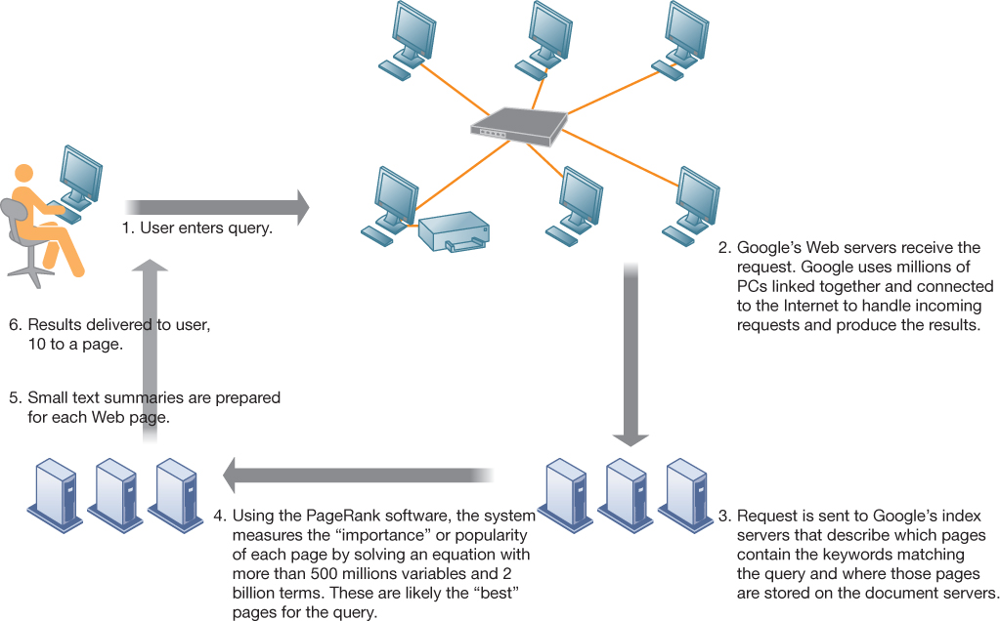 1. User enters query.
2. Google’s Web servers receive the
request. Google uses millions of
PCs linked together and connected
to the Internet to handle incoming
requests and produce the results.
3. Request is sent to Google’s index
servers that describe which pages
contain the keywords matching
the query and where those pages
are stored on the document servers.
4. Using the PageRank software, the system
measures the “importance” or popularity
of each page by solving an equation with
more than 500 millions variables and 2
billion terms. These are likely the “best”
pages for the query.
5. Small text summaries are prepared
for each Web page.
6. Results delivered to user,
10 to a page.